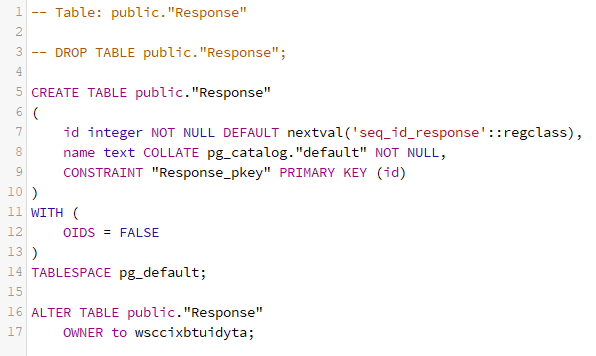 1 -- Table: public."Response"
2
3 -- DROP TABLE public."Response";
4
5 CREATE TABLE public."Response"
6 (
7     id integer NOT NULL DEFAULT nextval('seq_id_response'::regclass),
8     name text COLLATE pg_catalog."default" NOT NULL,
9     CONSTRAINT "Response_pkey" PRIMARY KEY (id)
10 )
11 WITH (
12     OIDS = FALSE
13 )
14 TABLESPACE pg_default;
15
16 ALTER TABLE public."Response"
17     OWNER to wsccixbtuidyta;